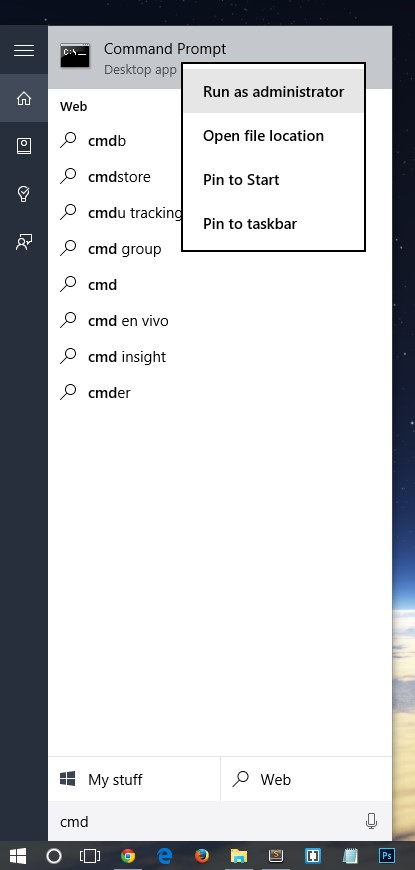 Command Prompt
Desktop app
Run as administrator
Open file location
Pin to Start
Pin to taskbar
Web
cmdb
cmdstore
cmdu tracking
cmd group
cmd
cmd en vivo
cmd insight
cmder
My stuff
Web
cmd
Ps